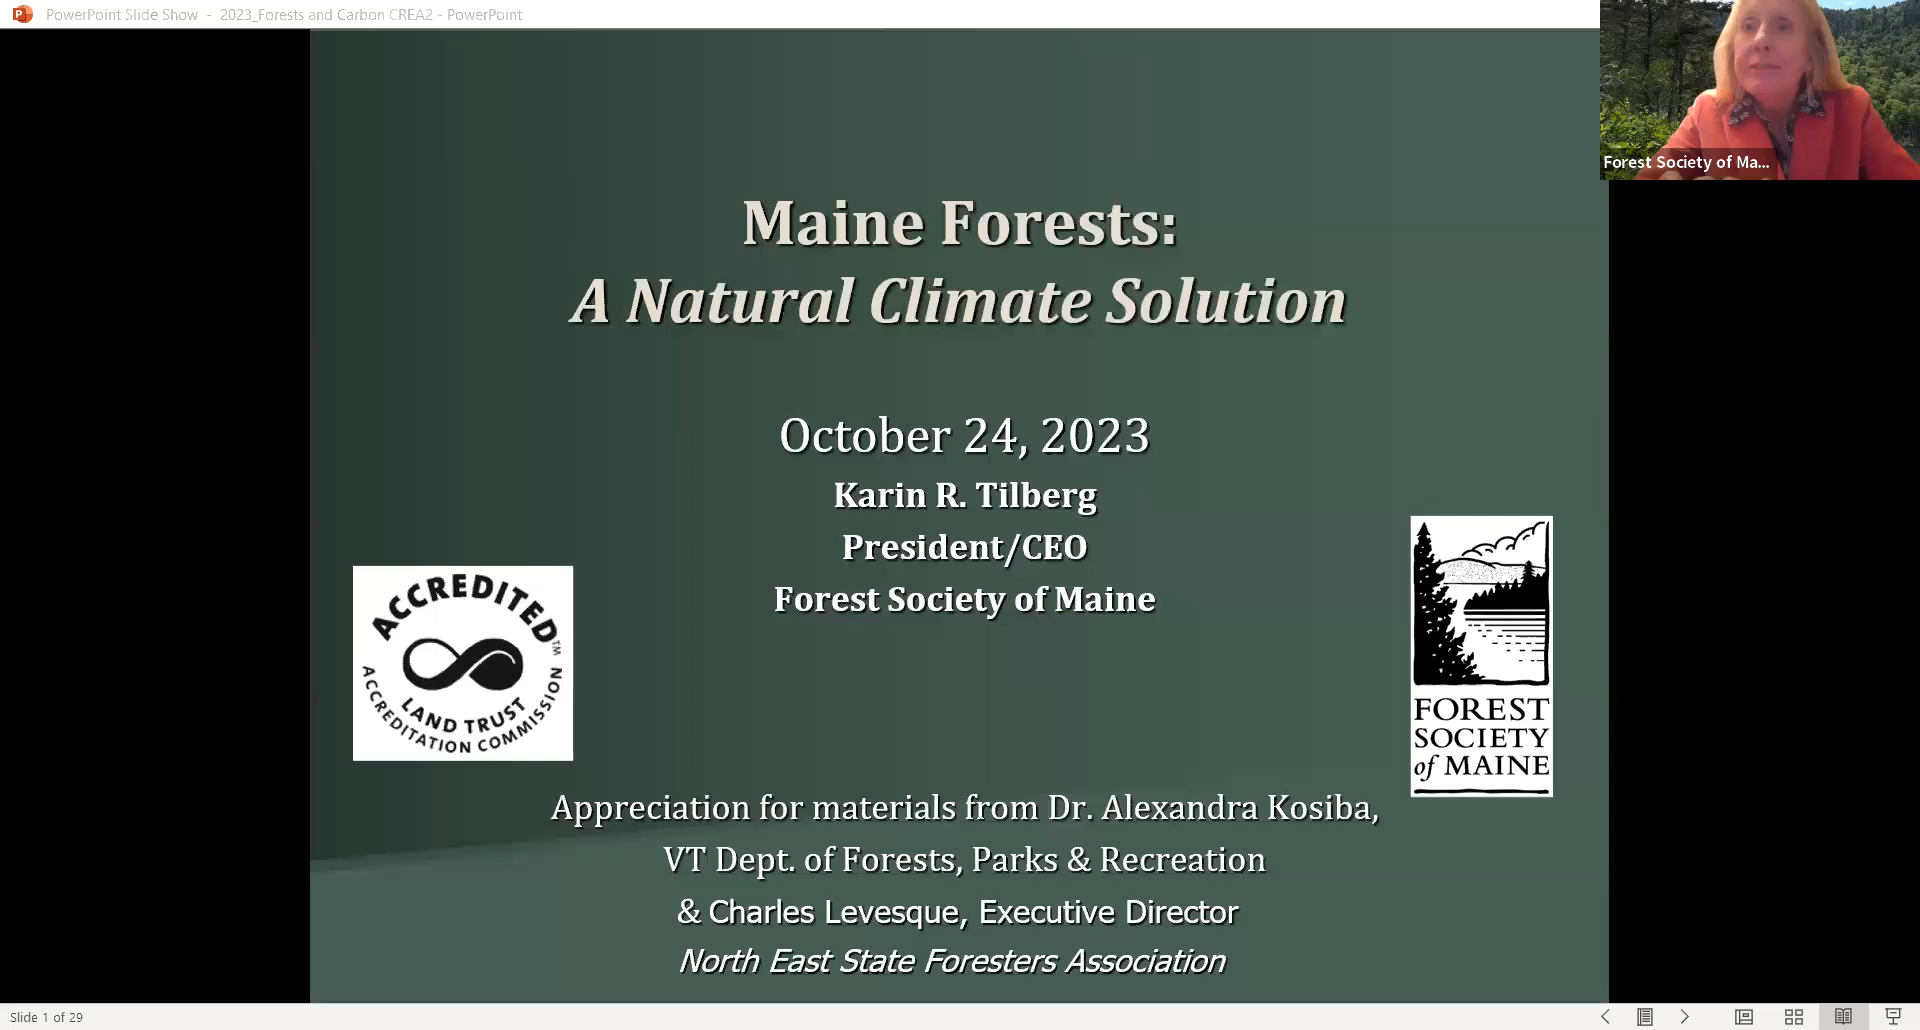 PowerPoint Slide Show - 2023_Forests and Carbon CREA2 - PowerPoint
Forest Society of Ma...
Maine Forests:
A Natural Climate Solution
October 24, 2023
Karin R. Tilberg
President/CEO
Forest Society of Maine
ACCREDITED
TM
LAND TRUST
ACCREDITATION COMMISSION
FOREST
SOCIETY
of MAINE
Appreciation for materials from Dr. Alexandra Kosiba,
VT Dept. of Forests, Parks & Recreation
& Charles Levesque, Executive Director
North East State Foresters Association
Slide 1 of 29